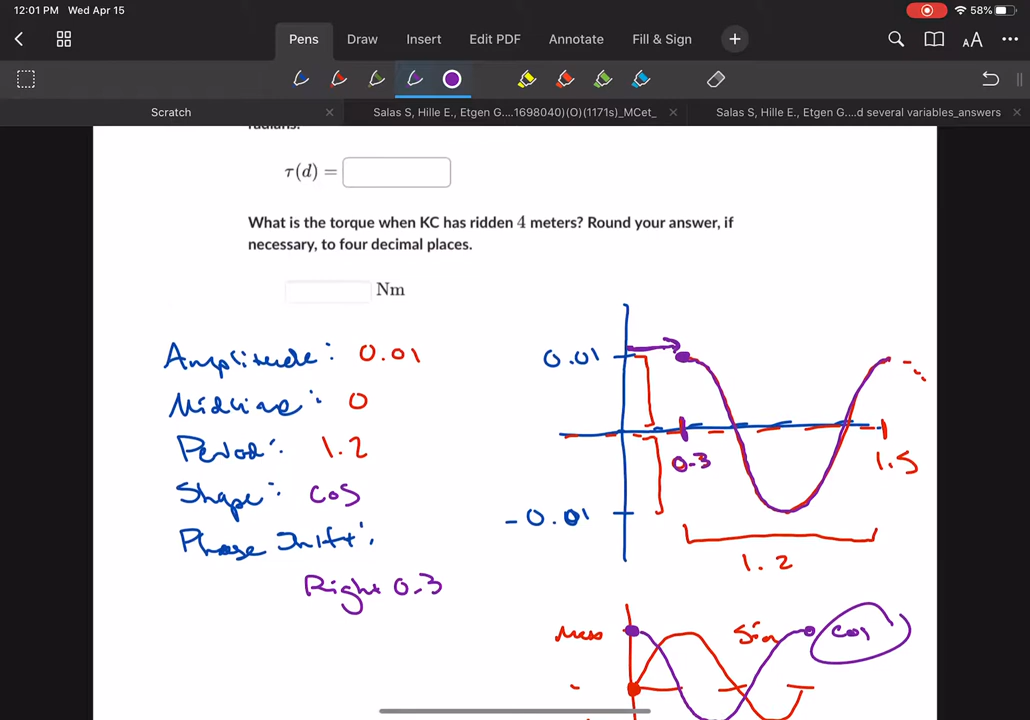 12:01 PM Wed Apr 15
58%
Pens Draw Insert Edit PDF Annotate Fill & Sign
AA
Scratch
Salas S, Hille E., Etgen G....1698040)(O)(1171s)_MCet_
Salas S, Hille E., Etgen G....d several variables_answers
radians.
τ(d) =
What is the torque when KC has ridden 4 meters? Round your answer, if
necessary, to four decimal places.
Nm
Amplitude: 0.01
Midline: 0
Period: 1.2
Shape: cos
Phase Shift:
Right 0.3
0.01
0.3
1.5
-0.01
1.2
Max
Sin
cos